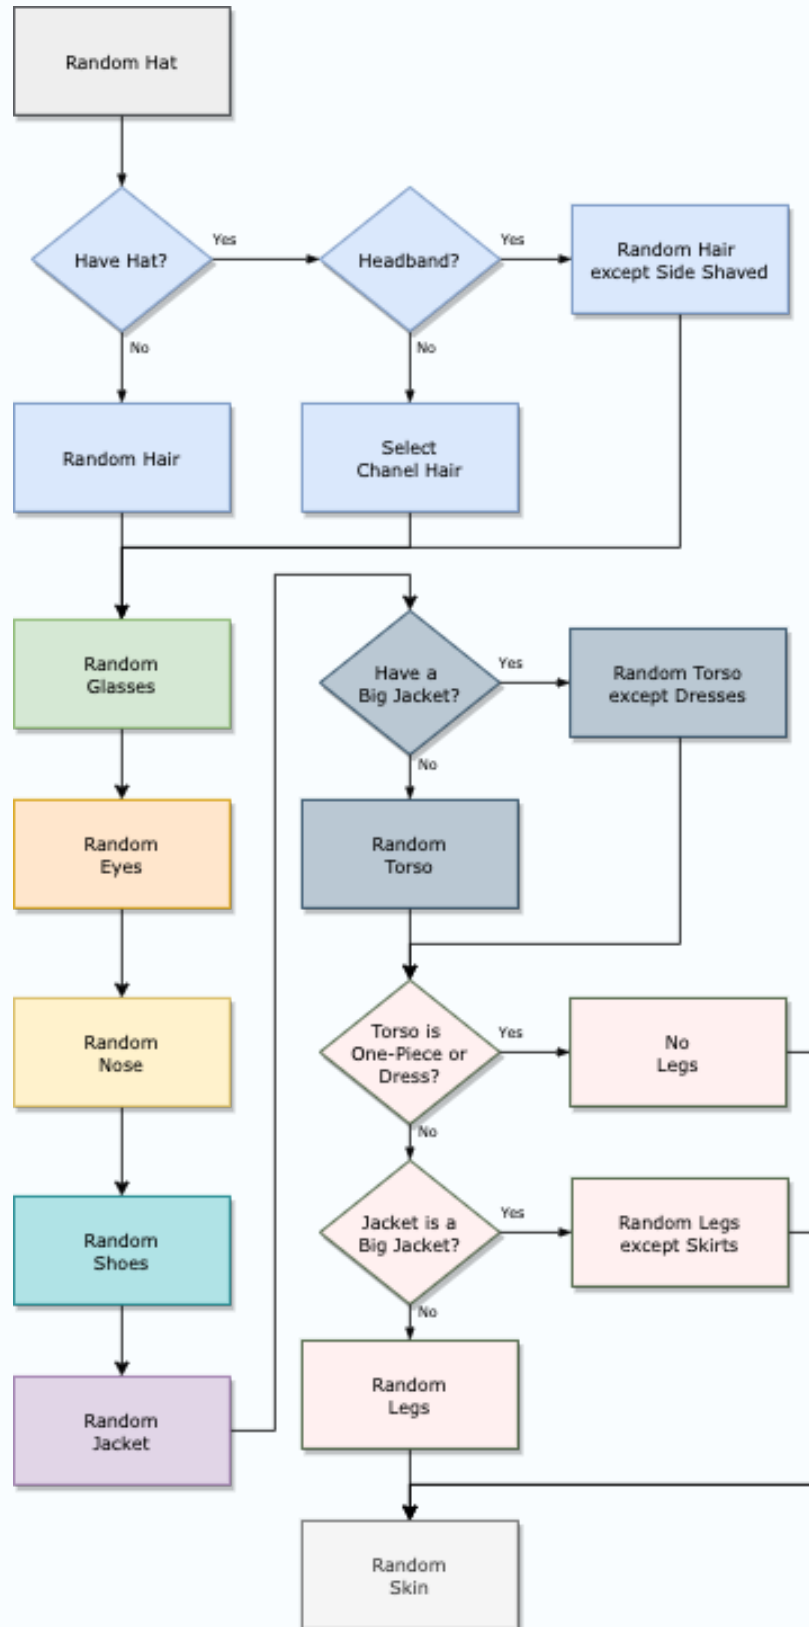 Random Hat
Have Hat?
Yes
Headband?
Yes
Random Hair
except Side Shaved
No
No
Random Hair
Select
Chanel Hair
Random
Glasses
Random
Eyes
Random
Nose
Random
Shoes
Random
Jacket
Have a
Big Jacket?
Yes
Random Torso
except Dresses
No
Random
Torso
Torso is
One-Piece or
Dress?
Yes
No
Legs
No
Jacket is a
Big Jacket?
Yes
Random Legs
except Skirts
No
Random
Legs
Random
Skin